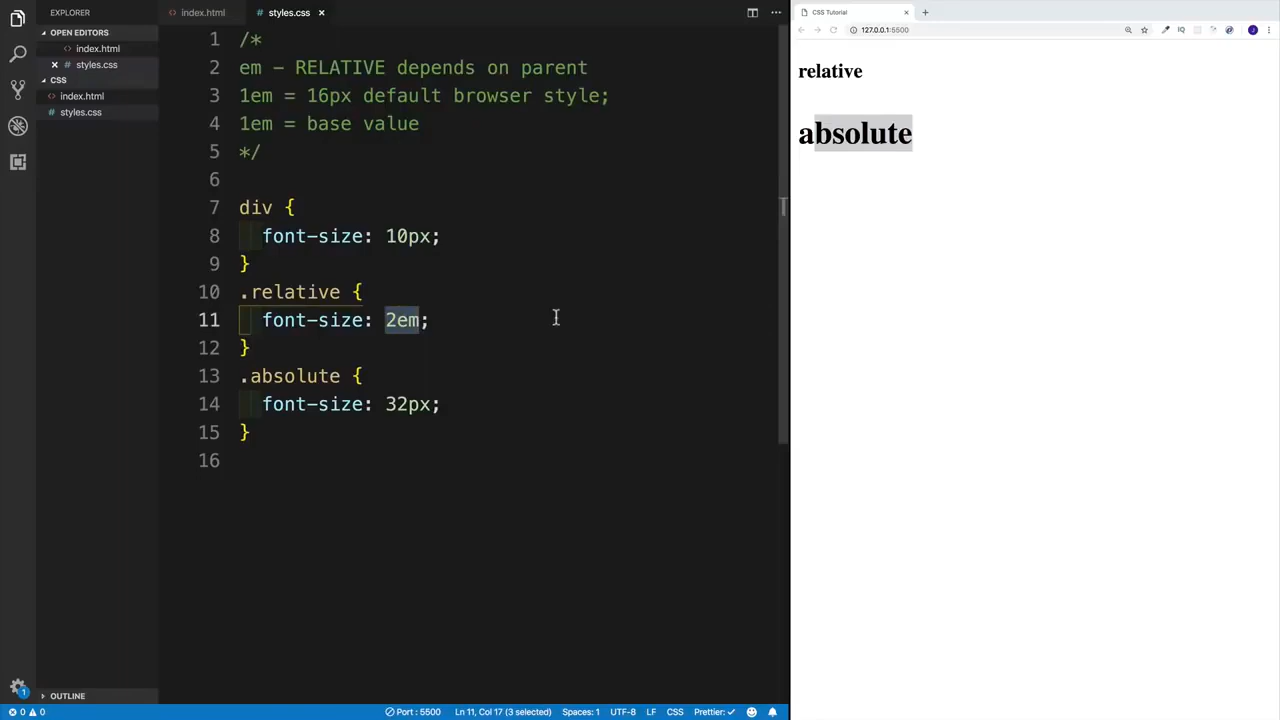 EXPLORER
index.html
styles.css
OPEN EDITORS
index.html
styles.css
CSS
index.html
styles.css
OUTLINE
1 /*
2 em - RELATIVE depends on parent
3 1em = 16px default browser style;
4 1em = base value
5 */
6
7 div {
8 font-size: 10px;
9 }
10 .relative {
11 font-size: 2em;
12 }
13 .absolute {
14 font-size: 32px;
15 }
16
0 0
Port : 5500
Ln 11, Col 17 (3 selected)
Spaces: 1
UTF-8
LF
CSS
Prettier:
1
CSS Tutorial
127.0.0.1:5500
IQ
J
relative
absolute